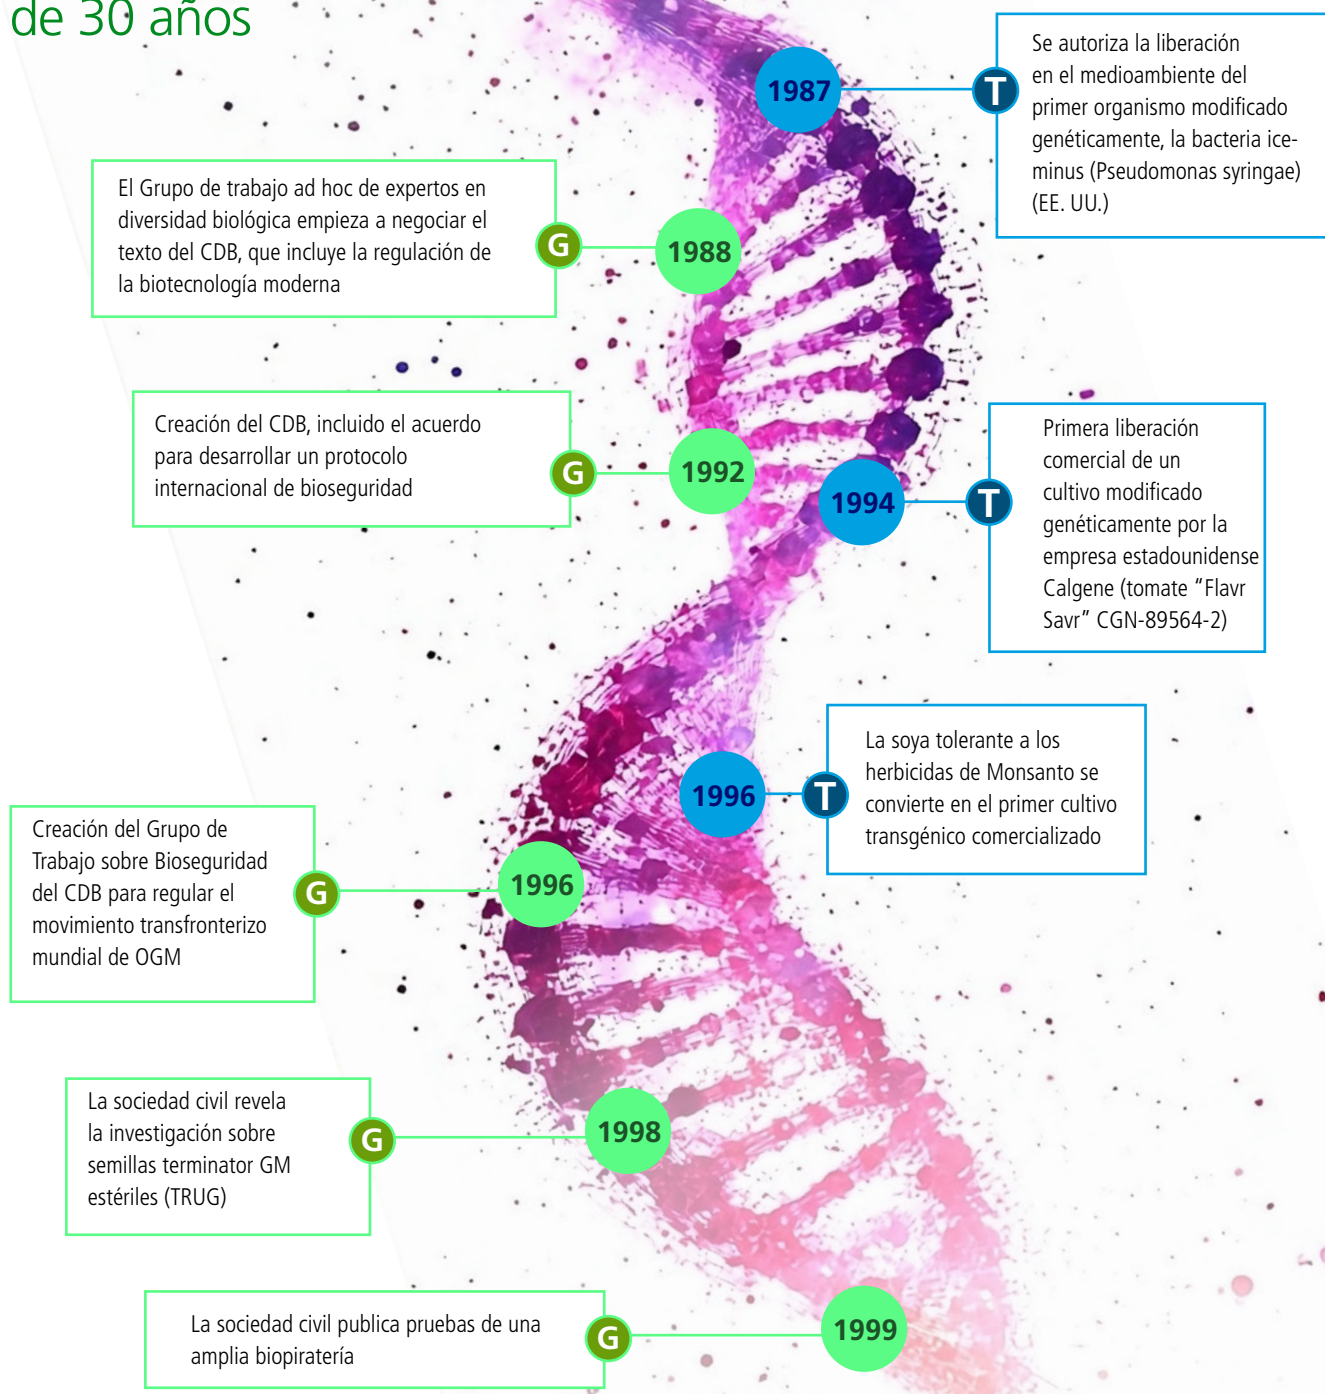 de 30 años
1987
T
Se autoriza la liberación
en el medioambiente del
primer organismo modificado
genéticamente, la bacteria ice-
minus (Pseudomonas syringae)
(EE. UU.)
El Grupo de trabajo ad hoc de expertos en
diversidad biológica empieza a negociar el
texto del CDB, que incluye la regulación de
la biotecnología moderna
G
1988
Creación del CDB, incluido el acuerdo
para desarrollar un protocolo
internacional de bioseguridad
G
1992
1994
T
Primera liberación
comercial de un
cultivo modificado
genéticamente por la
empresa estadounidense
Calgene (tomate “Flavr
Savr” CGN-89564-2)
1996
T
La soya tolerante a los
herbicidas de Monsanto se
convierte en el primer cultivo
transgénico comercializado
Creación del Grupo de
Trabajo sobre Bioseguridad
del CDB para regular el
movimiento transfronterizo
mundial de OGM
G
1996
La sociedad civil revela
la investigación sobre
semillas terminator GM
estériles (TRUG)
G
1998
La sociedad civil publica pruebas de una
amplia biopiratería
G
1999